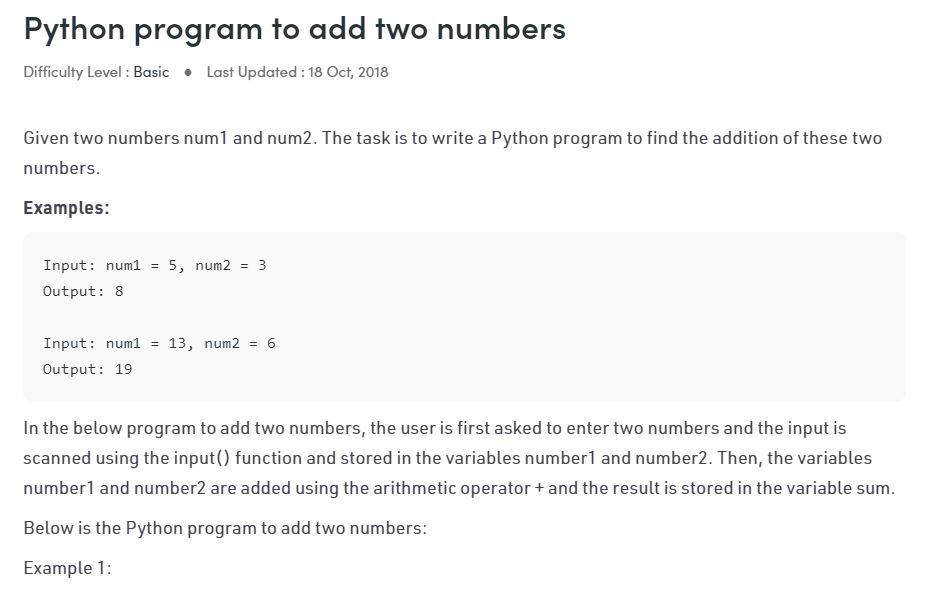 Python program to add two numbers
Difficulty Level : Basic ● Last Updated : 18 Oct, 2018
Given two numbers num1 and num2. The task is to write a Python program to find the addition of these two
numbers.
Examples:
Input: num1 = 5, num2 = 3
Output: 8
Input: num1 = 13, num2 = 6
Output: 19
In the below program to add two numbers, the user is first asked to enter two numbers and the input is
scanned using the input() function and stored in the variables number1 and number2. Then, the variables
number1 and number2 are added using the arithmetic operator + and the result is stored in the variable sum.
Below is the Python program to add two numbers:
Example 1: